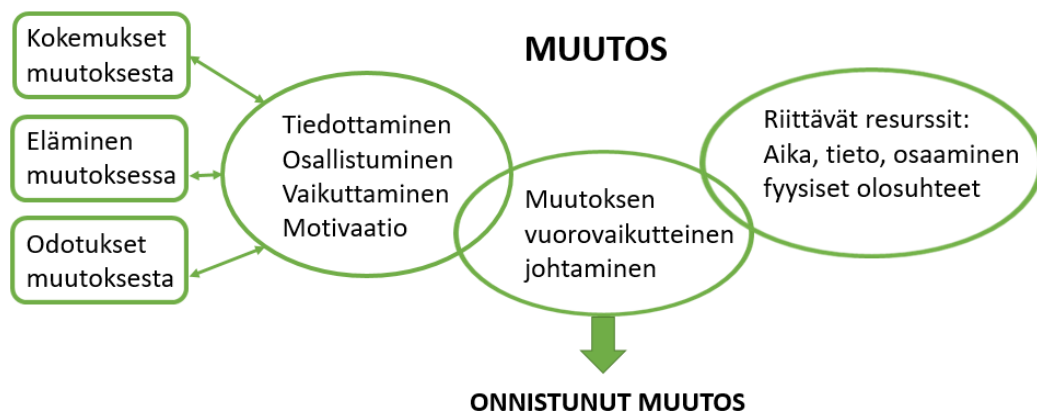 MUUTOS
Kokemukset
muutoksesta
Eläminen
muutoksessa
Odotukset
muutoksesta
Tiedottaminen
Osallistuminen
Vaikuttaminen
Motivaatio
Muutoksen
vuorovaikutteinen
johtaminen
Riittävät resurssit:
Aika, tieto, osaaminen
fyysiset olosuhteet
ONNISTUNUT MUUTOS